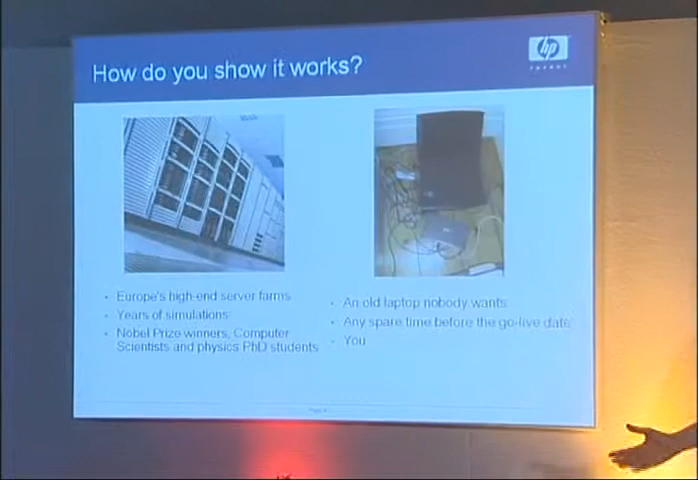 How do you show it works?
hp
invent
Europe's high-end server farms
Years of simulations
Nobel Prize winners, Computer
Scientists and physics PhD students
An old laptop nobody wants
Any spare time before the go-live date
You